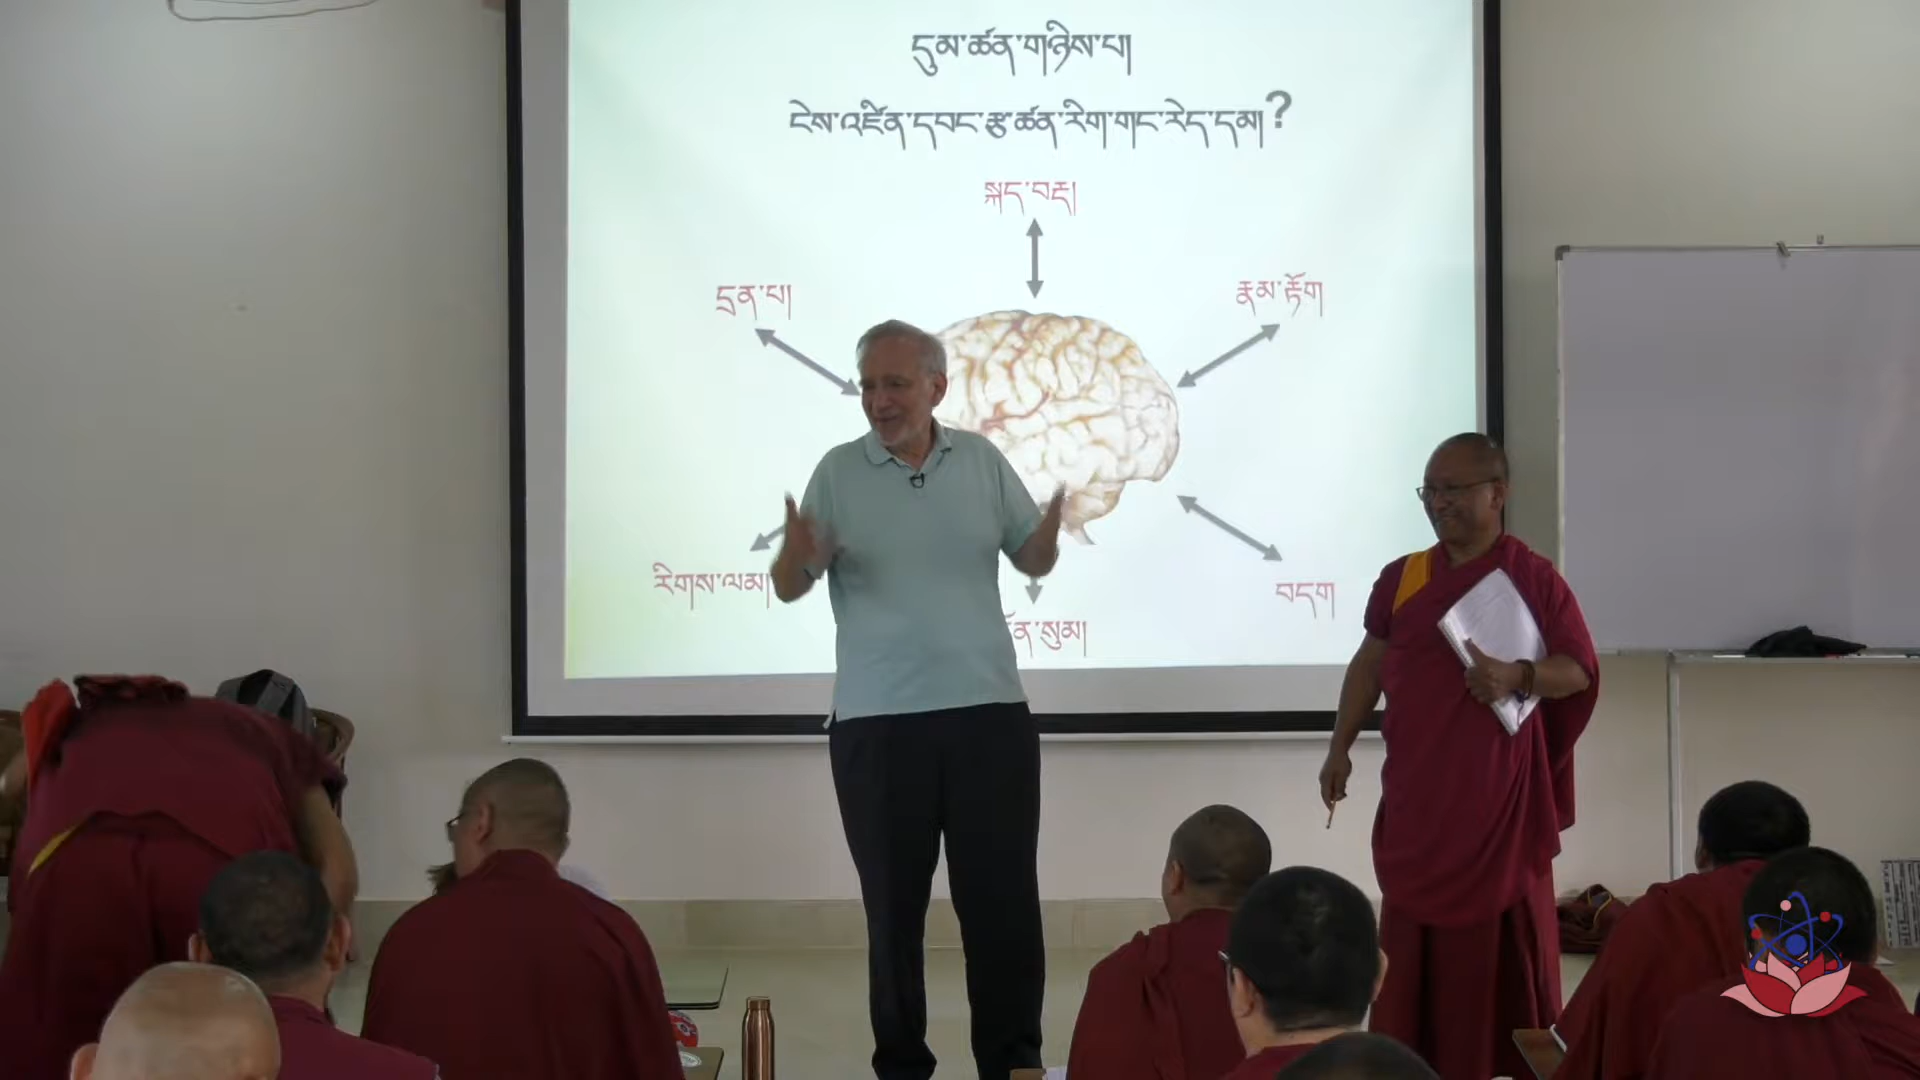 དུམ་ཚན་གཉིས་པ།
ངེས་འཛིན་དབང་རྩ་ཚན་རིག་གང་རེད་དམ།?
སྐད་བརྡ།
དྲན་པ།
རྣམ་རྟོག
རིགས་ལམ།
བདག
སུམ།